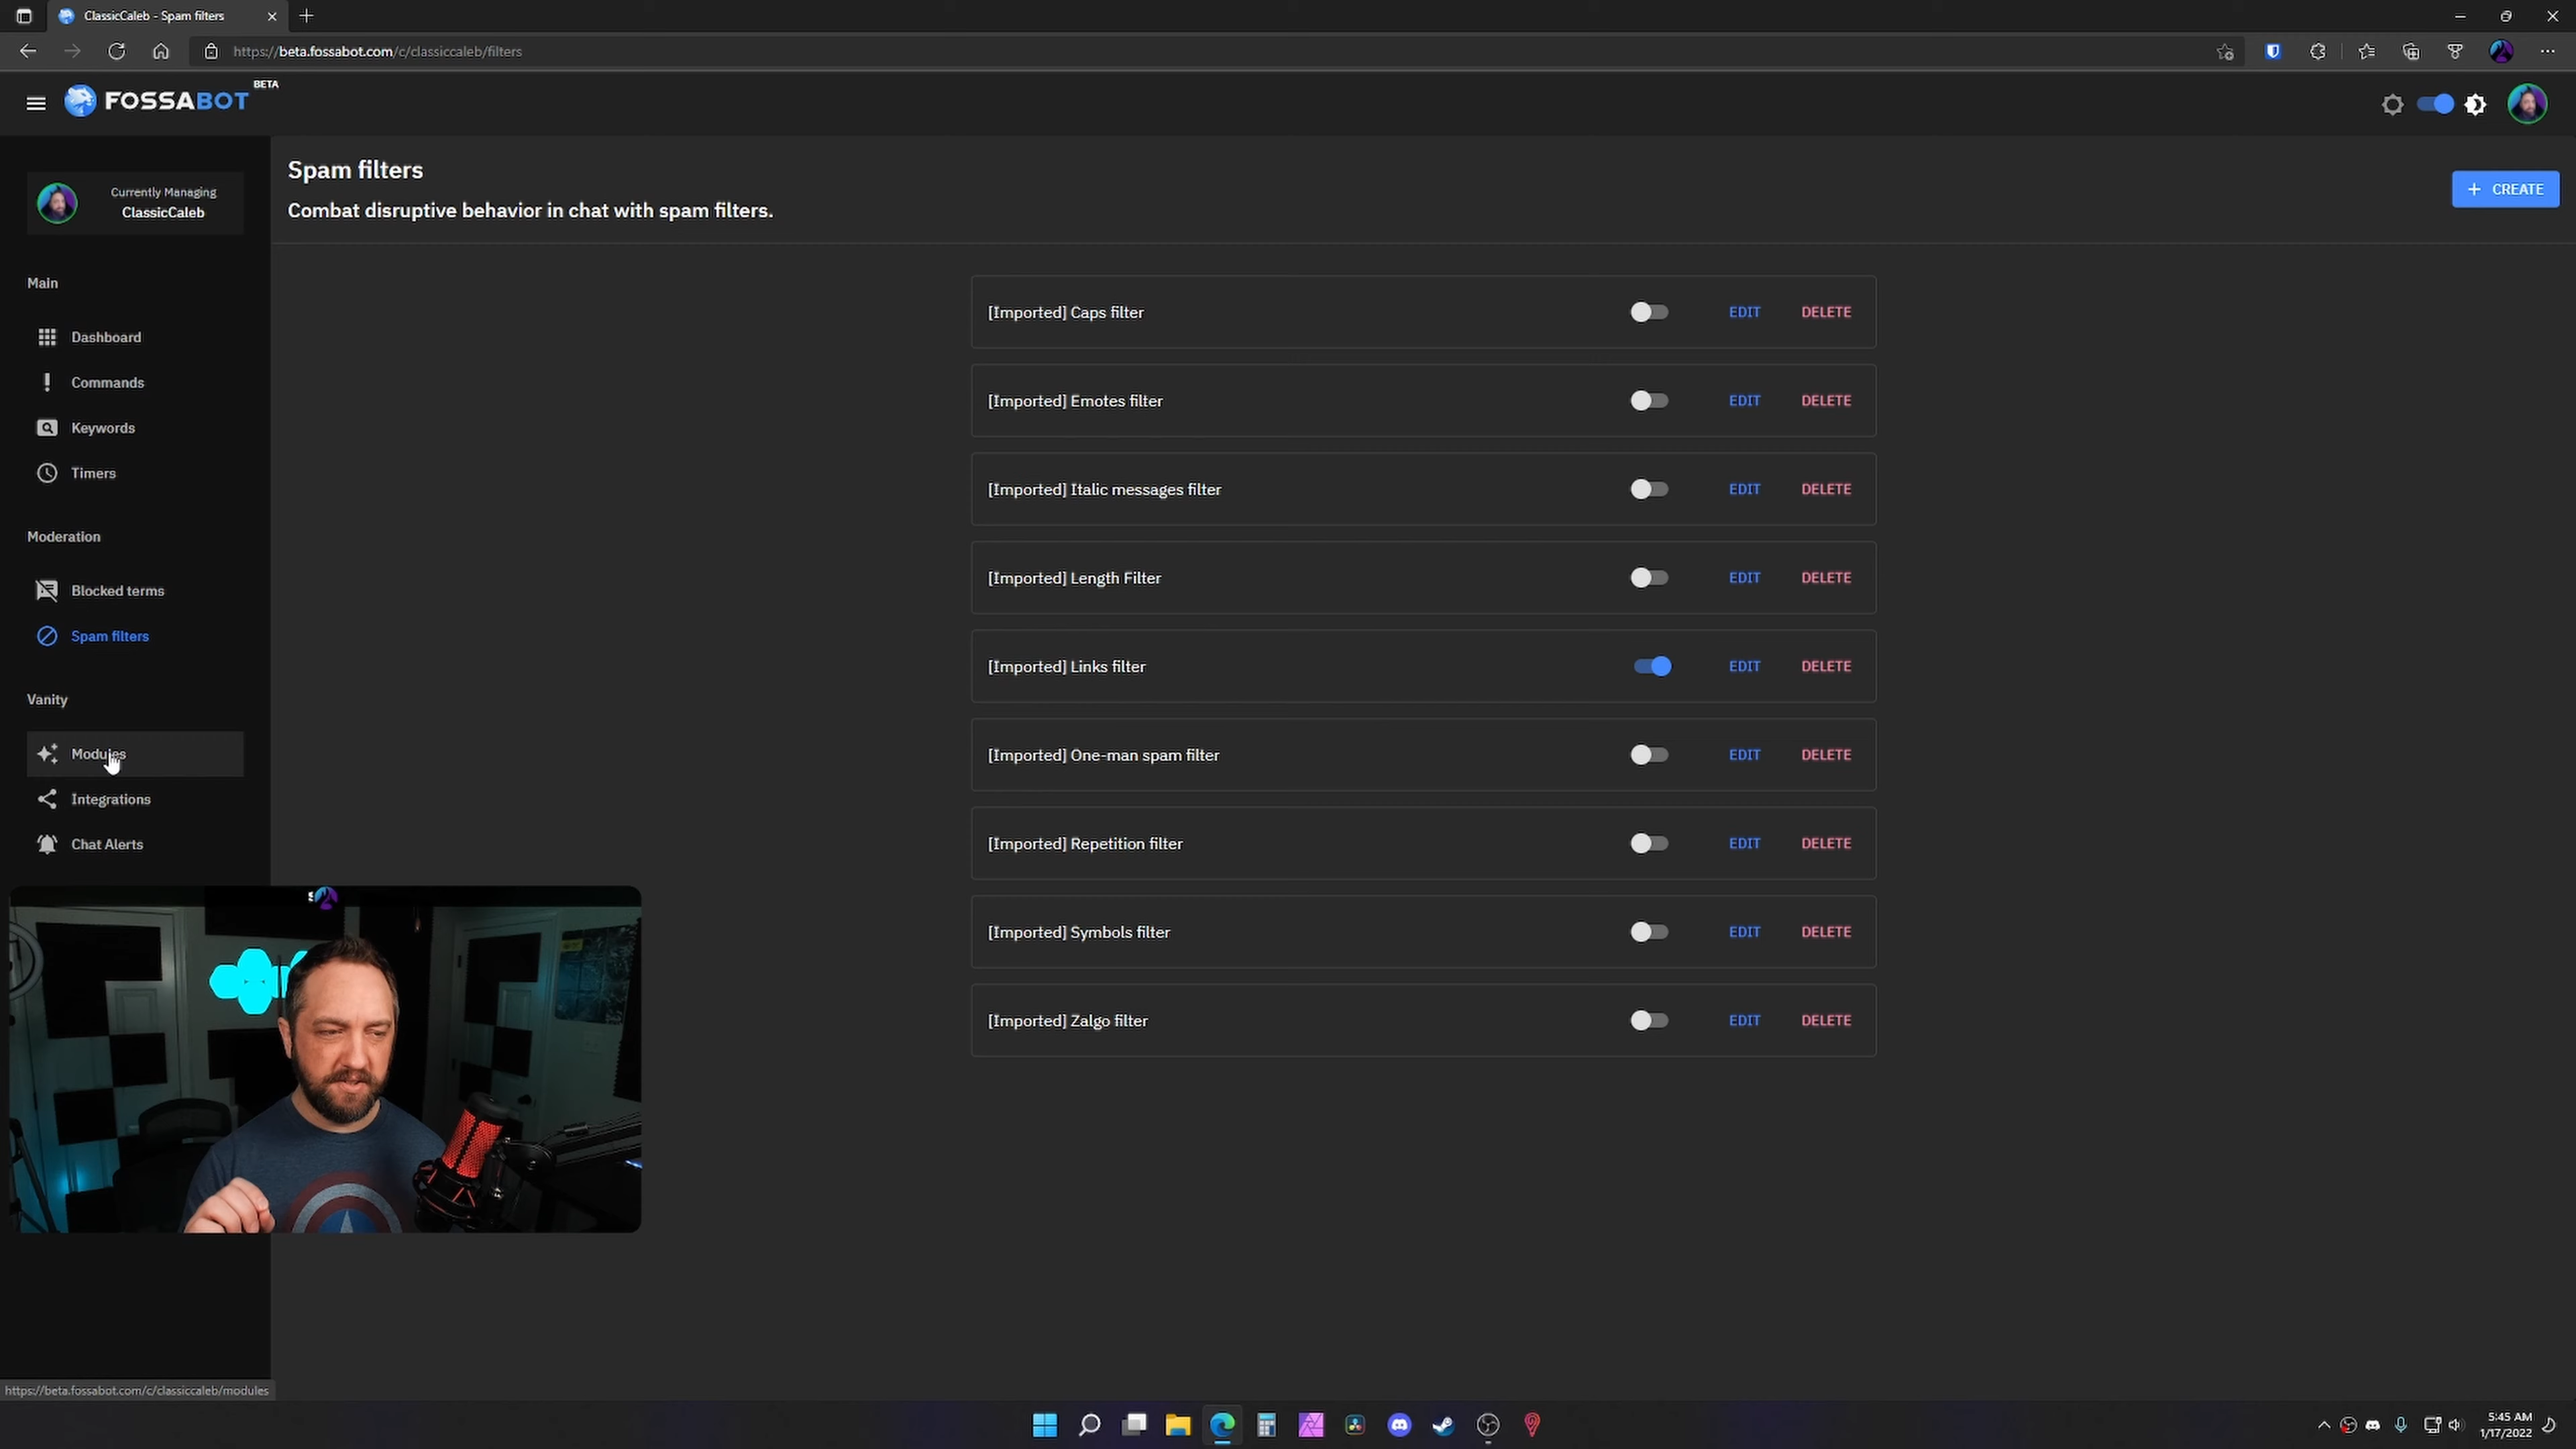 ClassicCaleb - Spam filters
https://beta.fossabot.com/c/classiccaleb/filters
FOSSABOT BETA
Currently Managing
ClassicCaleb
Spam filters
Combat disruptive behavior in chat with spam filters.
+ CREATE
Main
Dashboard
Commands
Keywords
Timers
Moderation
Blocked terms
Spam filters
Vanity
Modules
Integrations
Chat Alerts
[Imported] Caps filter EDIT DELETE
[Imported] Emotes filter EDIT DELETE
[Imported] Italic messages filter EDIT DELETE
[Imported] Length Filter EDIT DELETE
[Imported] Links filter EDIT DELETE
[Imported] One-man spam filter EDIT DELETE
[Imported] Repetition filter EDIT DELETE
[Imported] Symbols filter EDIT DELETE
[Imported] Zalgo filter EDIT DELETE
https://beta.fossabot.com/c/classiccaleb/modules
5:45 AM
1/17/2022